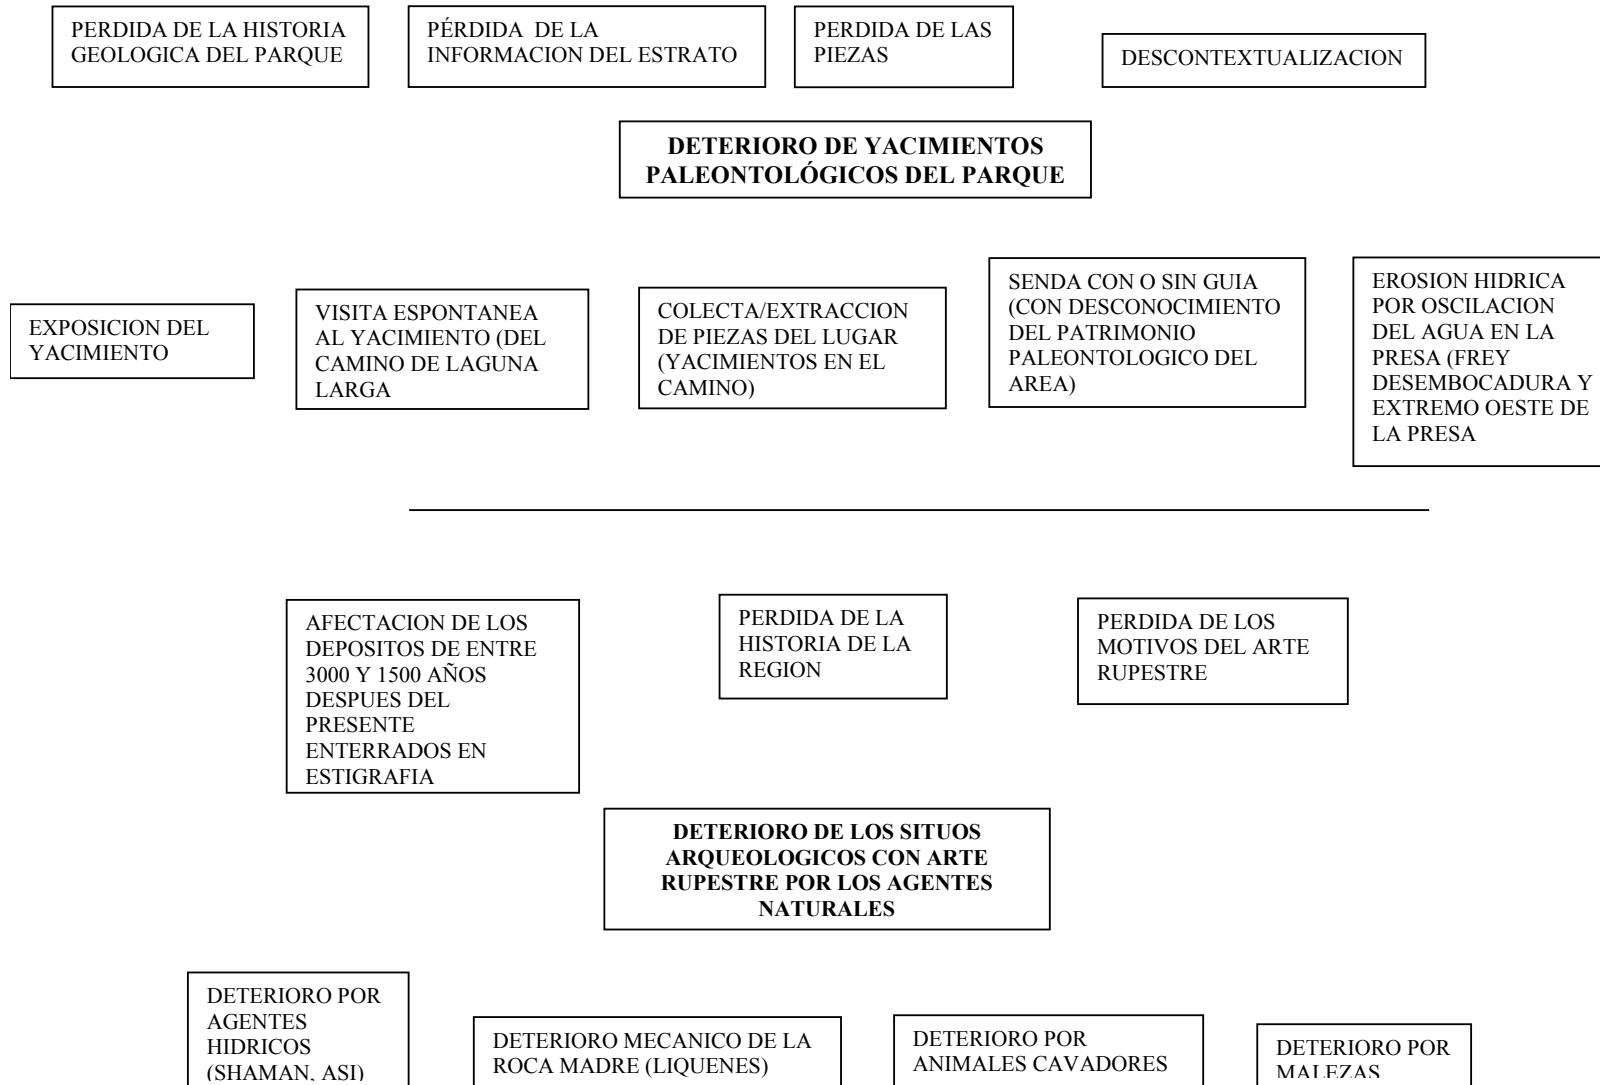 PERDIDA DE LA HISTORIA
GEOLOGICA DEL PARQUE
PÉRDIDA DE LA
INFORMACION DEL ESTRATO
PERDIDA DE LAS
PIEZAS
DESCONTEXTUALIZACION
DETERIORO DE YACIMIENTOS
PALEONTOLÓGICOS DEL PARQUE
EXPOSICION DEL
YACIMIENTO
VISITA ESPONTANEA
AL YACIMIENTO (DEL
CAMINO DE LAGUNA
LARGA
COLECTA/EXTRACCION
DE PIEZAS DEL LUGAR
(YACIMIENTOS EN EL
CAMINO)
SENDA CON O SIN GUIA
(CON DESCONOCIMIENTO
DEL PATRIMONIO
PALEONTOLOGICO DEL
AREA)
EROSION HIDRICA
POR OSCILACION
DEL AGUA EN LA
PRESA (FREY
DESEMBOCADURA Y
EXTREMO OESTE DE
LA PRESA
AFECTACION DE LOS
DEPOSITOS DE ENTRE
3000 Y 1500 AÑOS
DESPUES DEL
PRESENTE
ENTERRADOS EN
ESTIGRAFIA
PERDIDA DE LA
HISTORIA DE LA
REGION
PERDIDA DE LOS
MOTIVOS DEL ARTE
RUPESTRE
DETERIORO DE LOS SITUOS
ARQUEOLOGICOS CON ARTE
RUPESTRE POR LOS AGENTES
NATURALES
DETERIORO POR
AGENTES
HIDRICOS
(SHAMAN, ASI)
DETERIORO MECANICO DE LA
ROCA MADRE (LIQUENES)
DETERIORO POR
ANIMALES CAVADORES
DETERIORO POR
MALEZAS